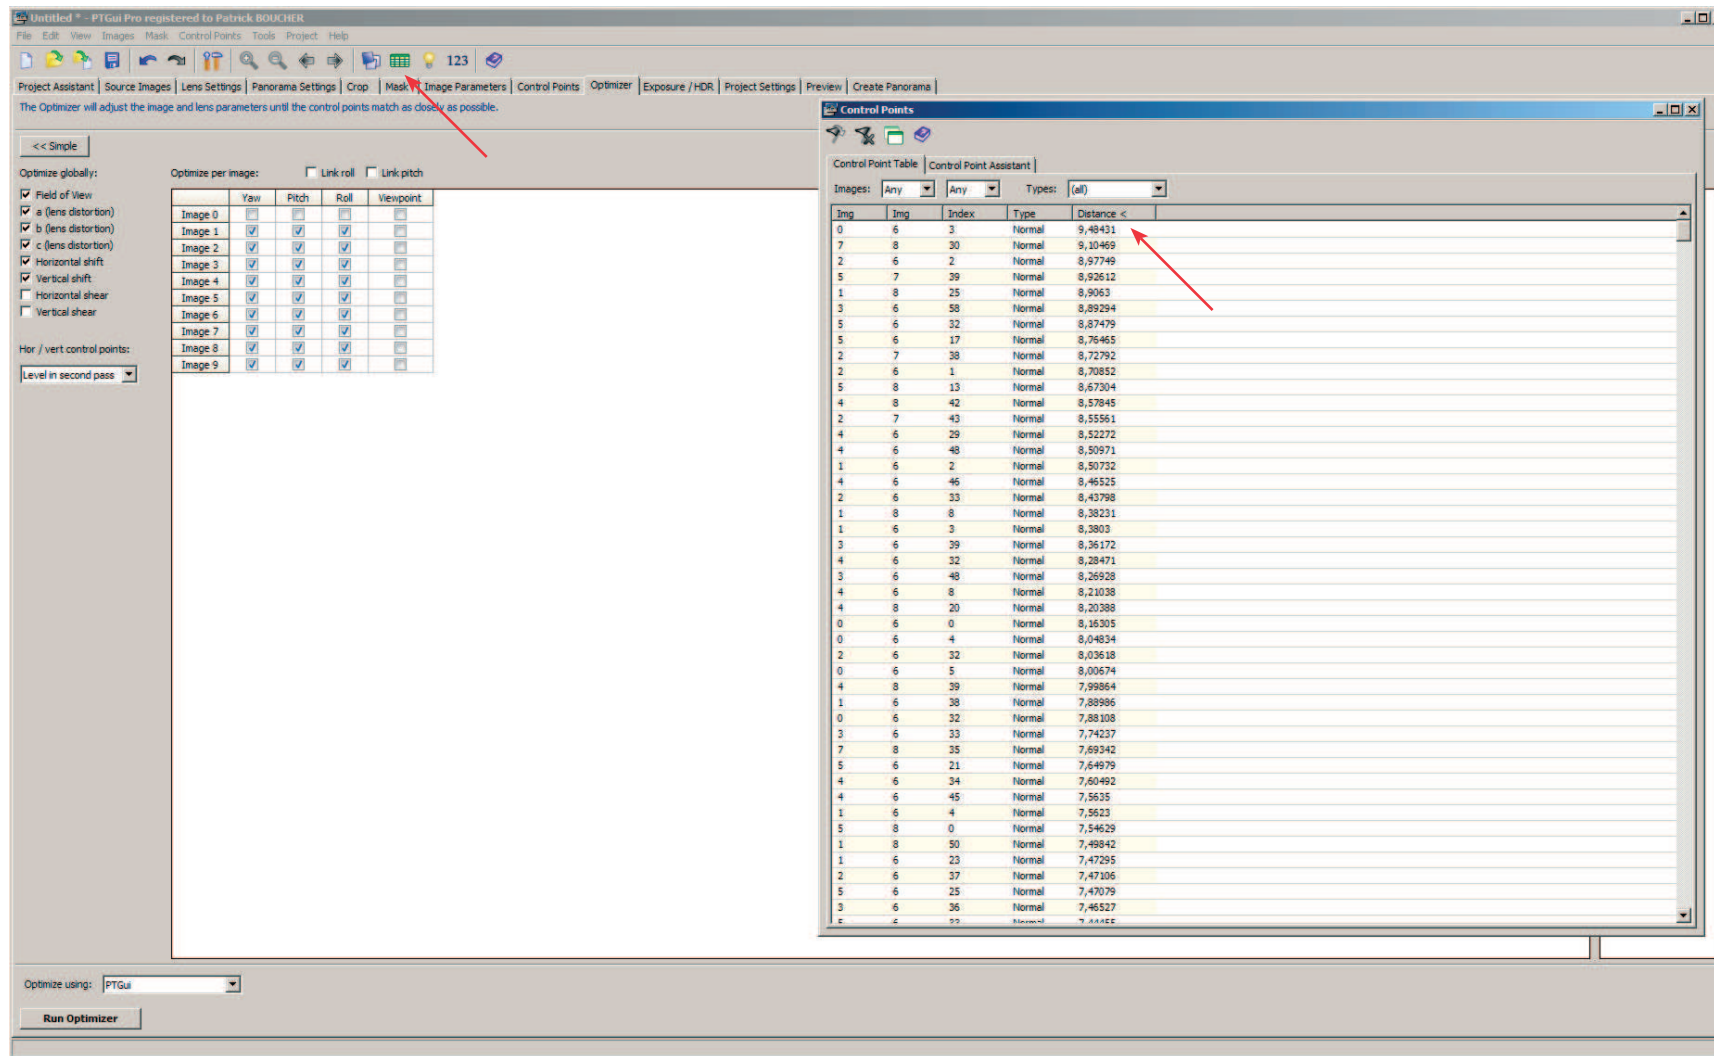 Untitled * - PTGui Pro registered to Patrick BOUCHER
File Edit View Images Mask Control Points Tools Project Help
123
Project Assistant Source Images Lens Settings Panorama Settings Crop Mask Image Parameters Control Points Optimizer Exposure / HDR Project Settings Preview Create Panorama
The Optimizer will adjust the image and lens parameters until the control points match as closely as possible.
<< Simple
Optimize globally:
Field of View
a (lens distortion)
b (lens distortion)
c (lens distortion)
Horizontal shift
Vertical shift
Horizontal shear
Vertical shear
Hor / vert control points:
Level in second pass
Optimize per image: Link roll Link pitch
Yaw Pitch Roll Viewpoint
Image 0
Image 1
Image 2
Image 3
Image 4
Image 5
Image 6
Image 7
Image 8
Image 9
Optimize using: PTGui
Run Optimizer
Control Points
Control Point Table Control Point Assistant
Images: Any Any Types: (all)
Img Img Index Type Distance <
0 6 3 Normal 9,48431
7 8 30 Normal 9,10469
2 6 2 Normal 8,97749
5 7 39 Normal 8,92612
1 8 25 Normal 8,9063
3 6 58 Normal 8,89294
5 6 32 Normal 8,87479
5 6 17 Normal 8,76465
2 7 38 Normal 8,72792
2 6 1 Normal 8,70852
5 8 13 Normal 8,67304
4 8 42 Normal 8,57845
2 7 43 Normal 8,55561
4 6 29 Normal 8,52272
4 6 48 Normal 8,50971
1 6 2 Normal 8,50732
4 6 46 Normal 8,46525
2 6 33 Normal 8,43798
1 8 8 Normal 8,38231
1 6 3 Normal 8,3803
3 6 39 Normal 8,36172
4 6 32 Normal 8,28471
3 6 48 Normal 8,26928
4 6 8 Normal 8,21038
4 8 20 Normal 8,20388
0 6 0 Normal 8,16305
0 6 4 Normal 8,04834
2 6 32 Normal 8,03618
0 6 5 Normal 8,00674
4 8 39 Normal 7,99864
1 6 38 Normal 7,88986
0 6 32 Normal 7,88108
3 6 33 Normal 7,74237
7 8 35 Normal 7,69342
5 6 21 Normal 7,64979
4 6 34 Normal 7,60492
4 6 45 Normal 7,5635
1 6 4 Normal 7,5623
5 8 0 Normal 7,54629
1 8 50 Normal 7,49842
1 6 23 Normal 7,47295
2 6 37 Normal 7,47106
5 6 25 Normal 7,47079
3 6 36 Normal 7,46527